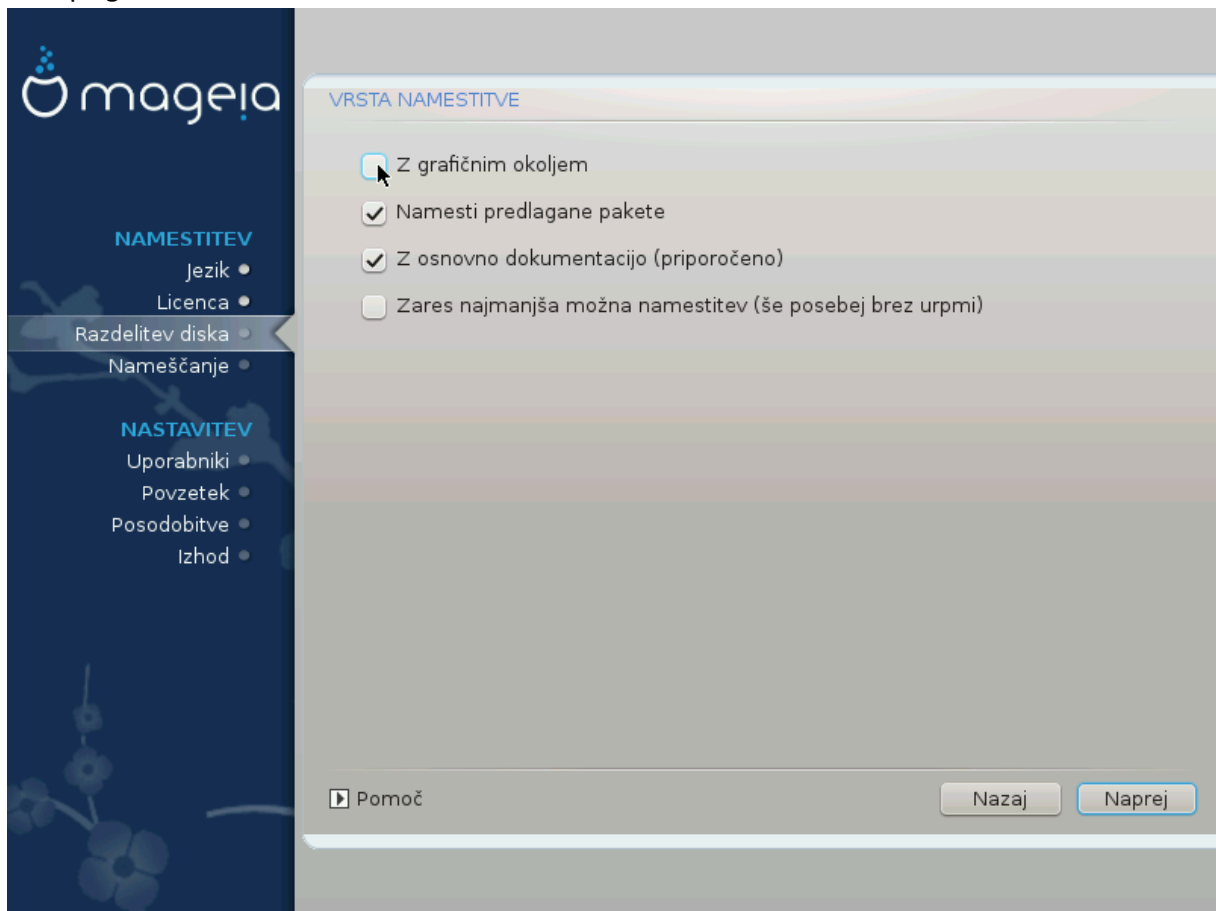 mageia
NAMESTITEV
Jezik
Licenca
Razdelitev diska
Nameščanje
NASTAVITEV
Uporabniki
Povzetek
Posodobitve
Izhod
VRSTA NAMESTITVE
Z grafičnim okoljem
Namesti predlagane pakete
Z osnovno dokumentacijo (priporočeno)
Zares najmanjša možna namestitev (še posebej brez urpmi)
Pomoč
Nazaj
Naprej